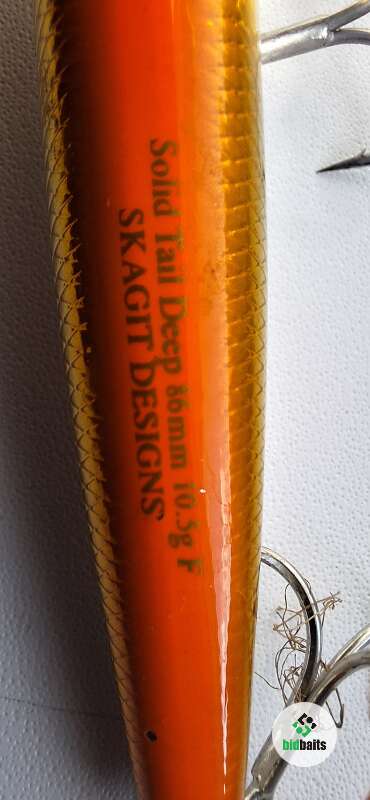 Solid Tail Deep 86mm 10.5g F
SKAGIT DESIGNS
bidbaits